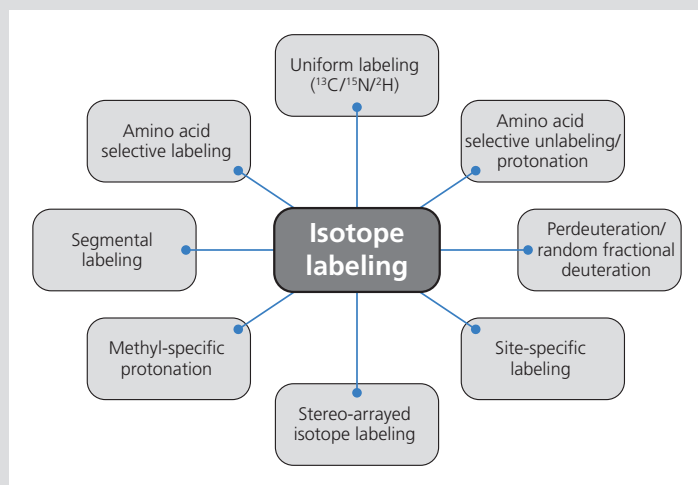 Uniform labeling
(¹³C/¹⁵N/²H)
Amino acid
selective labeling
Amino acid
selective unlabeling/
protonation
Segmental
labeling
Isotope
labeling
Perdeuteration/
random fractional
deuteration
Methyl-specific
protonation
Site-specific
labeling
Stereo-arrayed
isotope labeling